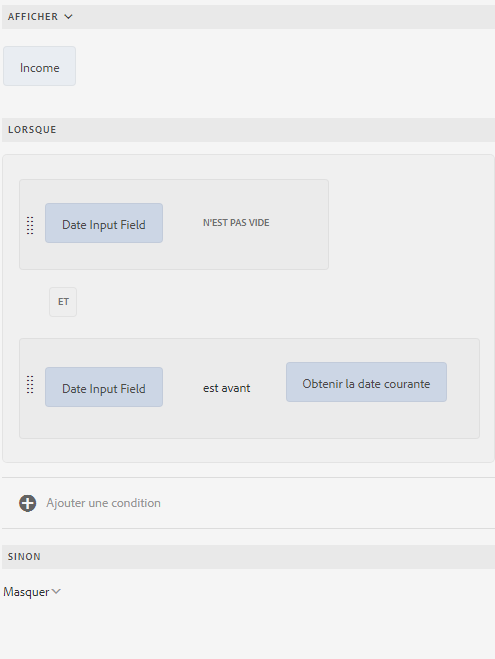 AFFICHER
Income
LORSQUE
Date Input Field N'EST PAS VIDE
ET
Date Input Field est avant Obtenir la date courante
Ajouter une condition
SINON
Masquer